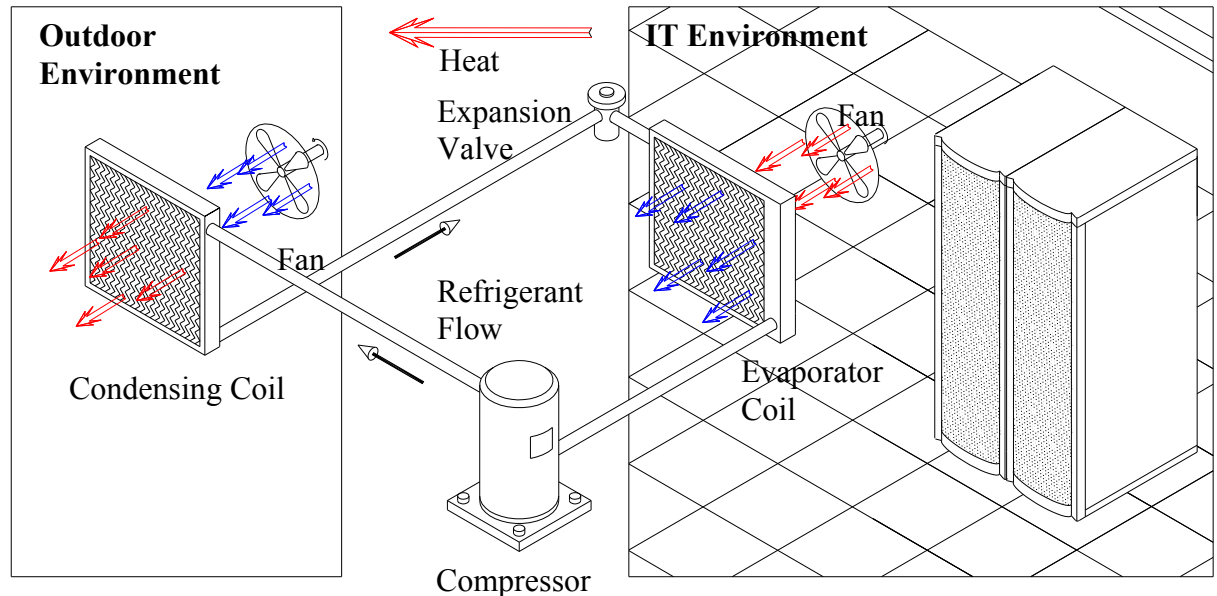 Outdoor
Environment
Heat
IT Environment
Expansion
Valve
Fan
Fan
Refrigerant
Flow
Condensing Coil
Evaporator
Coil
Compressor